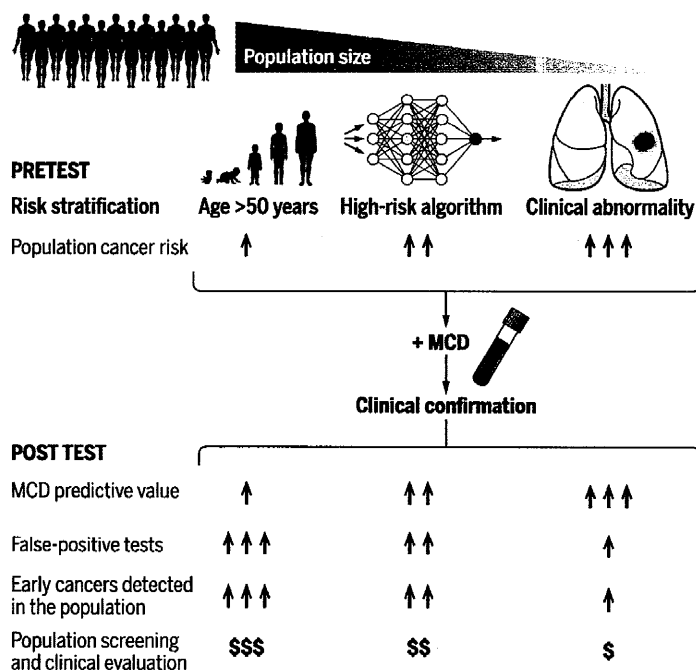 Population size
PRETEST
Risk stratification Age >50 years High-risk algorithm Clinical abnormality
Population cancer risk ↑ ↑↑ ↑↑↑
+ MCD
Clinical confirmation
POST TEST
MCD predictive value ↑ ↑↑ ↑↑↑
False-positive tests ↑↑↑ ↑↑ ↑
Early cancers detected
in the population ↑↑↑ ↑↑ ↑
Population screening
and clinical evaluation $$$ $$ $